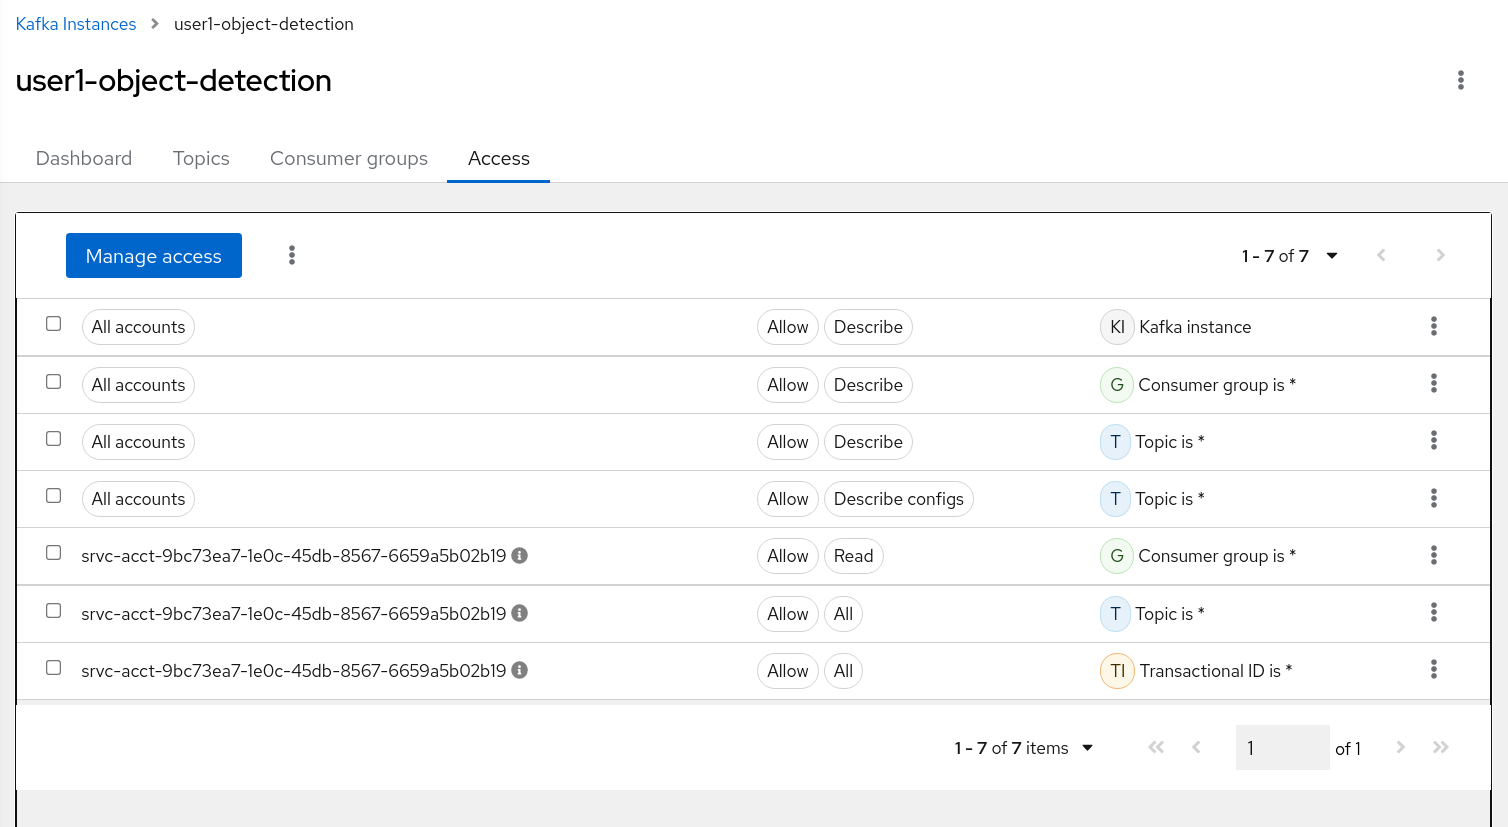 Kafka Instances > user1-object-detection
user1-object-detection
Dashboard Topics Consumer groups Access
Manage access 1 - 7 of 7
All accounts Allow Describe KI Kafka instance
All accounts Allow Describe G Consumer group is *
All accounts Allow Describe T Topic is *
All accounts Allow Describe configs T Topic is *
srvc-acct-9bc73ea7-1e0c-45db-8567-6659a5b02b19 Allow Read G Consumer group is *
srvc-acct-9bc73ea7-1e0c-45db-8567-6659a5b02b19 Allow All T Topic is *
srvc-acct-9bc73ea7-1e0c-45db-8567-6659a5b02b19 Allow All TI Transactional ID is *
1 - 7 of 7 items 1 of 1